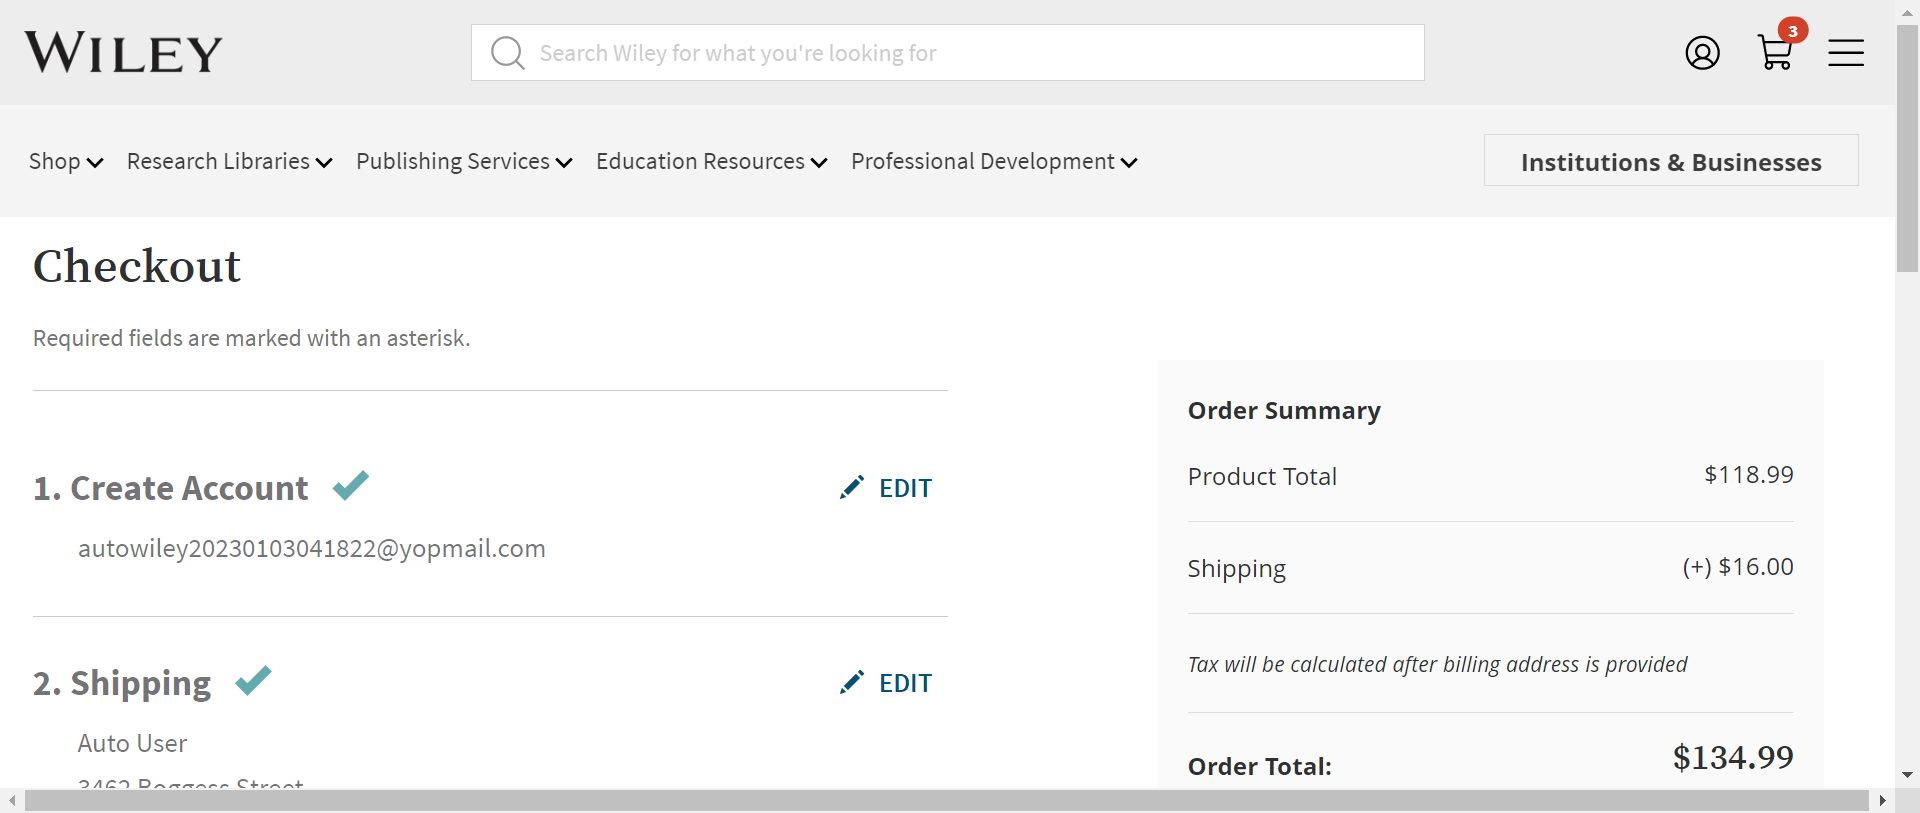 WILEY
Search Wiley for what you're looking for
3
Shop
Research Libraries
Publishing Services
Education Resources
Professional Development
Institutions & Businesses
Checkout
Required fields are marked with an asterisk.
1. Create Account
EDIT
autowiley20230103041822@yopmail.com
2. Shipping
EDIT
Auto User
3462 Boggess Street
Order Summary
Product Total
$118.99
Shipping
(+) $16.00
Tax will be calculated after billing address is provided
Order Total:
$134.99